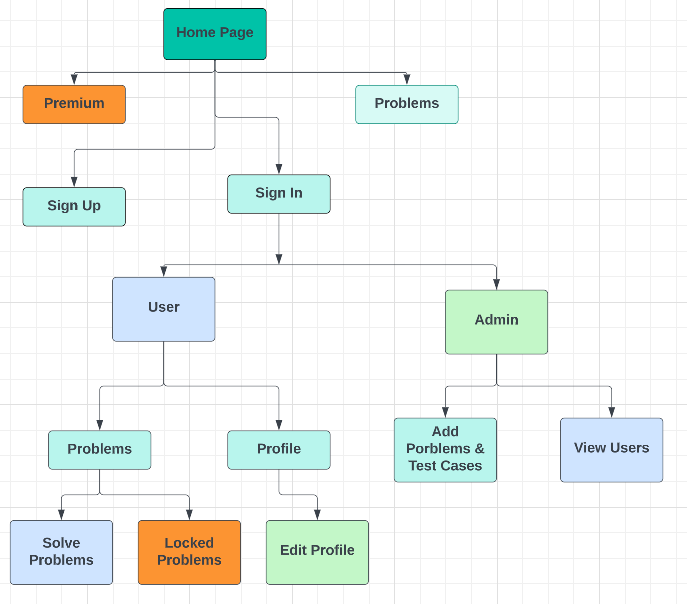 Home Page
Premium
Problems
Sign Up
Sign In
User
Admin
Problems
Profile
Add
Porblems &
Test Cases
View Users
Solve
Problems
Locked
Problems
Edit Profile